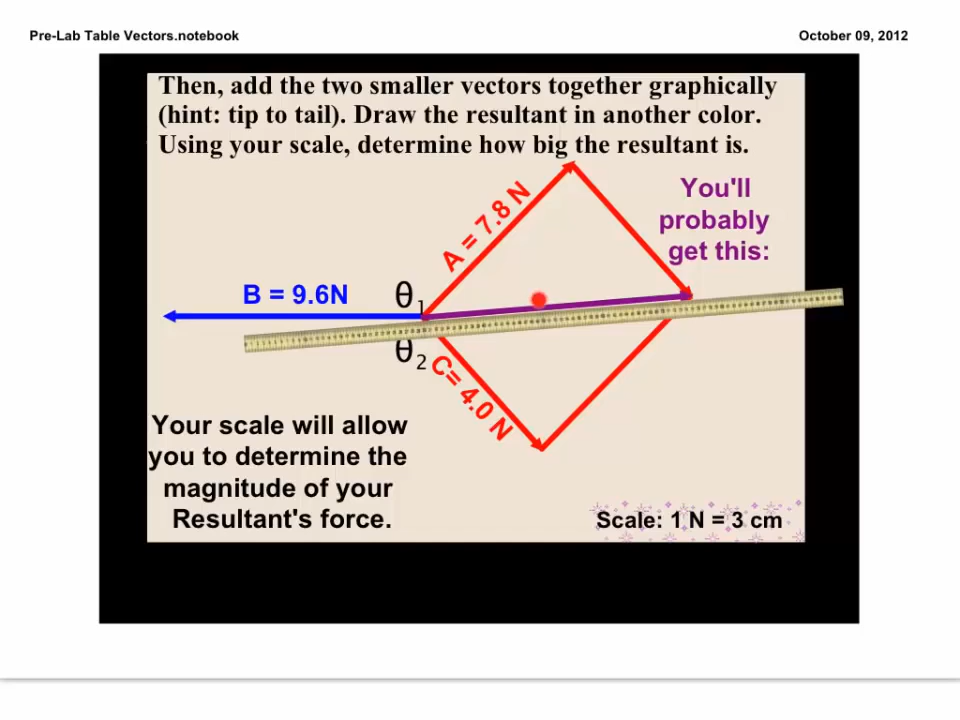 Pre-Lab Table Vectors.notebook
October 09, 2012
Then, add the two smaller vectors together graphically
(hint: tip to tail). Draw the resultant in another color.
Using your scale, determine how big the resultant is.
You'll
probably
get this:
A = 7.8 N
B = 9.6N
θ1
θ2
C= 4.0 N
Your scale will allow
you to determine the
magnitude of your
Resultant's force.
Scale: 1 N = 3 cm